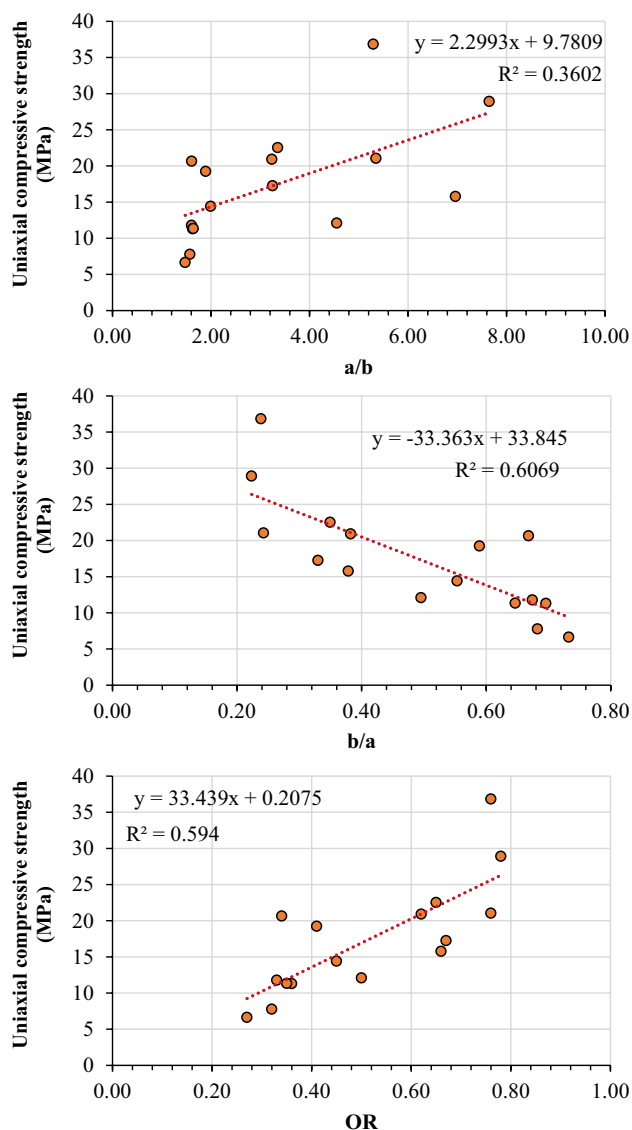 40
35
30
25
20
15
10
5
0
Uniaxial compressive strength
(MPa)
y = 2.2993x + 9.7809
R² = 0.3602
0.00 2.00 4.00 6.00 8.00 10.00
a/b
40
35
30
25
20
15
10
5
0
Uniaxial compressive strength
(MPa)
y = -33.363x + 33.845
R² = 0.6069
0.00 0.20 0.40 0.60 0.80
b/a
40
35
30
25
20
15
10
5
0
Uniaxial compressive strength
(MPa)
y = 33.439x + 0.2075
R² = 0.594
0.00 0.20 0.40 0.60 0.80 1.00
OR